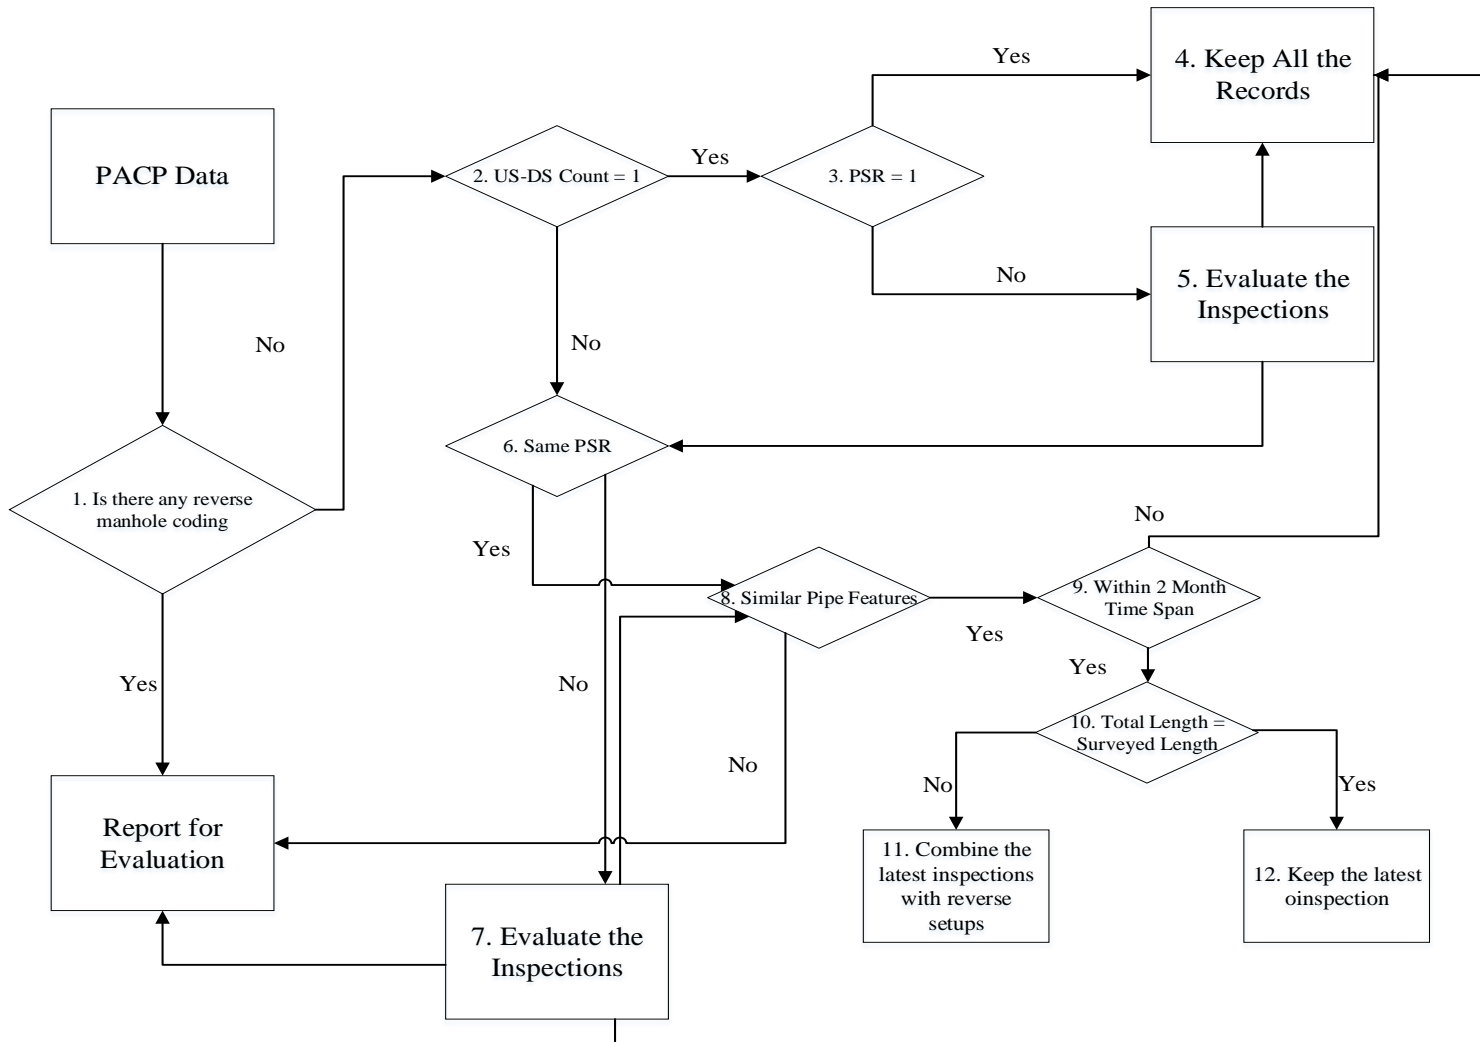 PACP Data
1. Is there any reverse
manhole coding
No
Yes
Report for
Evaluation
2. US-DS Count = 1
Yes
No
3. PSR = 1
Yes
No
4. Keep All the
Records
5. Evaluate the
Inspections
6. Same PSR
Yes
No
7. Evaluate the
Inspections
8. Similar Pipe Features
Yes
No
9. Within 2 Month
Time Span
No
Yes
10. Total Length =
Surveyed Length
No
Yes
11. Combine the
latest inspections
with reverse
setups
12. Keep the latest
oinspection